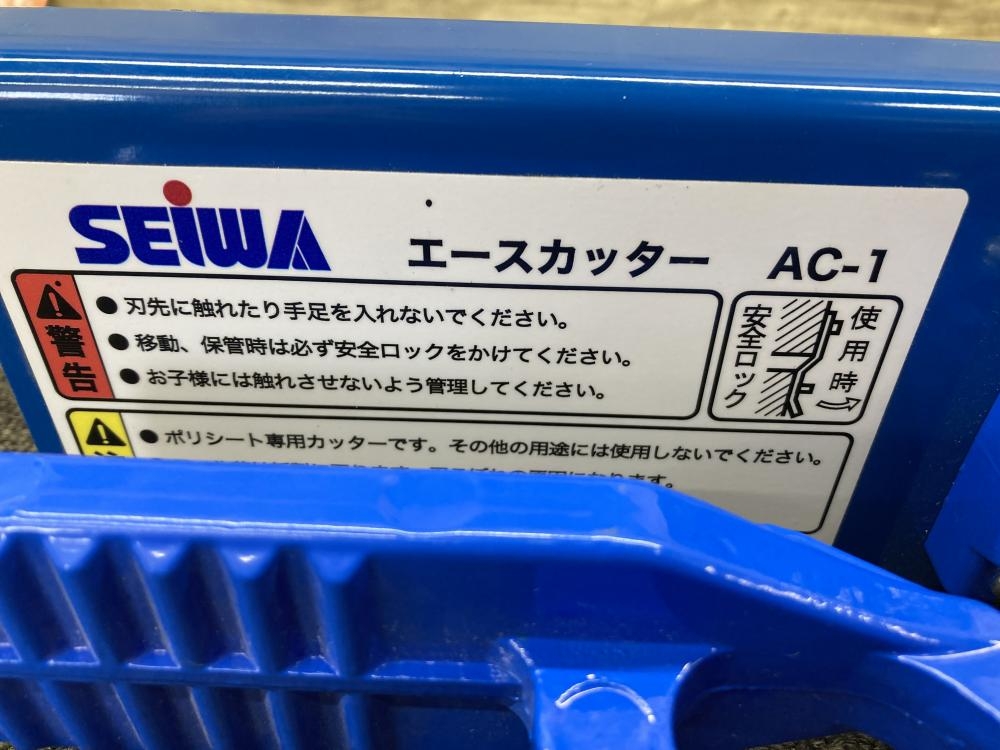 SEIWA
エースカッター AC-1
警告
● 刃先に触れたり手足を入れないでください。
● 移動、保管時は必ず安全ロックをかけてください。
● お子様には触れさせないよう管理してください。
安全ロック
使用時
● ポリシート専用カッターです。その他の用途には使用しないでください。